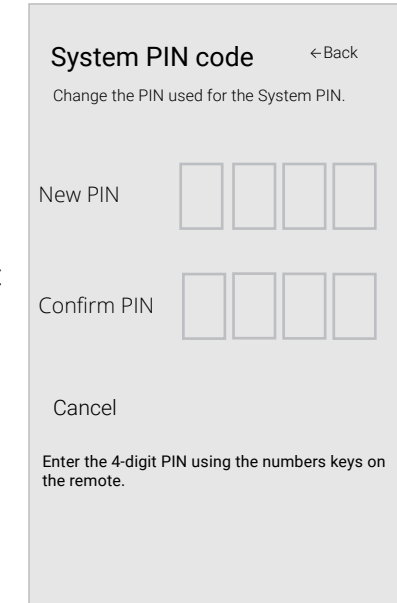 System PIN code
←Back
Change the PIN used for the System PIN.
New PIN
Confirm PIN
Cancel
Enter the 4-digit PIN using the numbers keys on
the remote.